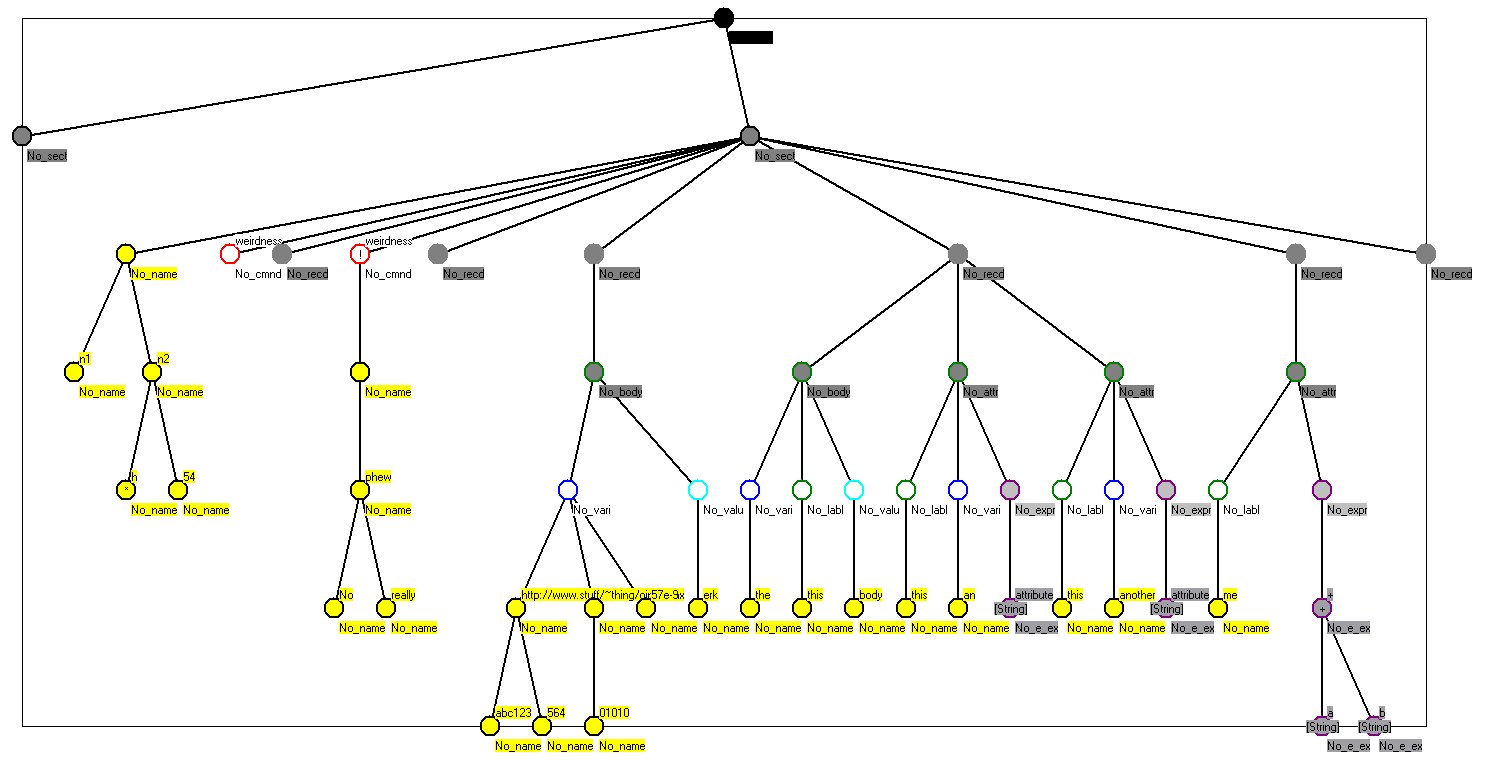 No_sect
No_sect
weirdness
weirdness
!
No_name
No_cmnd
No_recd
No_cmnd
No_recd
No_recd
No_recd
No_recd
No_recd
n1
n2
No_name
No_name
No_name
No_body
No_body
No_attr
No_attr
No_attr
h
54
phew
*
No_name
No_name
No_name
No_vari
No_valu
No_vari
No_labl
No_valu
No_labl
No_vari
No_expr
No_labl
No_vari
No_expr
No_labl
No_expr
No
really
http://www.stuff/~thing/
erk
the
this
body
this
an
attribute
this
another
attribute
me
+
[String]
[String]
+
No_name
No_name
No_name
No_name
No_name
No_name
No_name
No_name
No_name
No_name
No_name
No_e_ex
No_name
No_name
No_e_ex
No_name
No_e_ex
abc123
564
01010
a
b
[String]
[String]
No_name
No_name
No_name
No_e_ex
No_e_ex